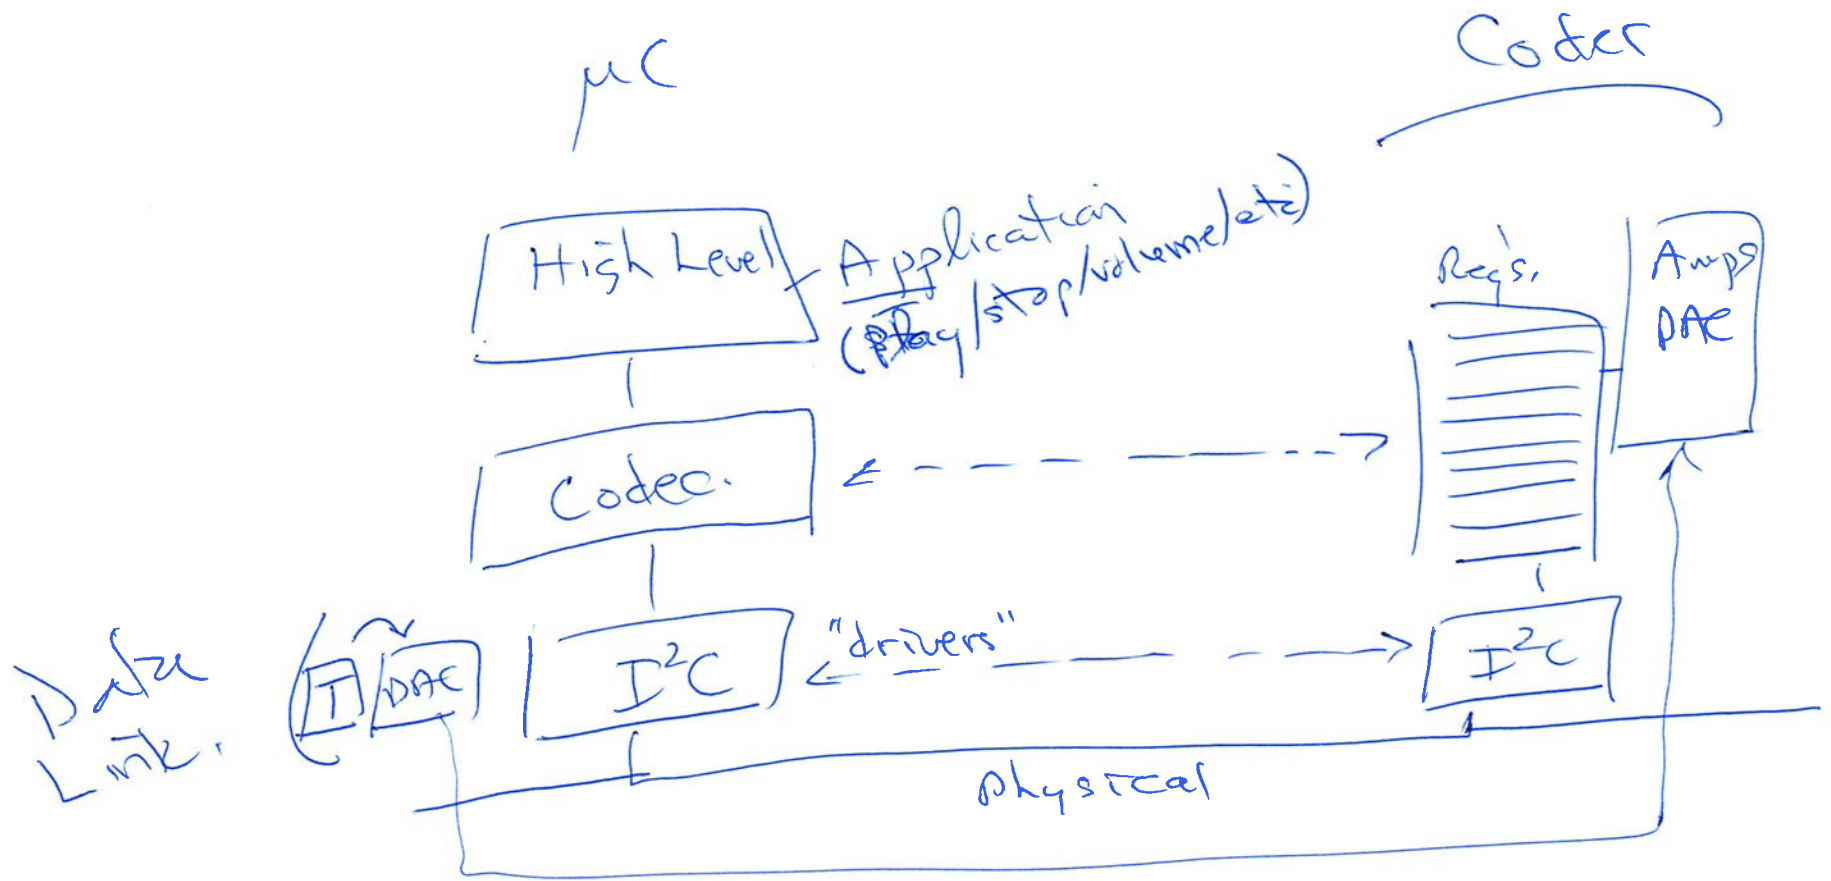 μC
Coder
High Level
Application
(play/stop/volume/etc)
Reg's.
Amps
DAC
Codec.
"drivers"
Data
Link.
T
DAC
I²C
I²C
Physical